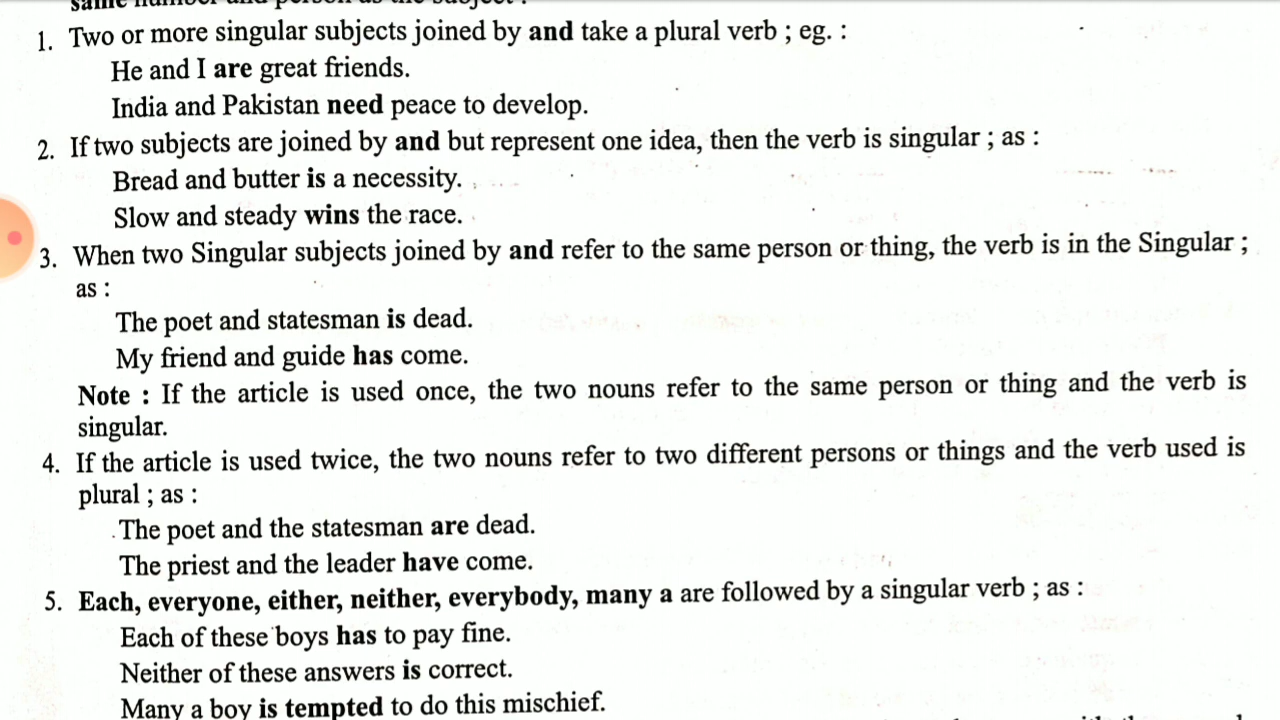 same number and person as the subject :
1. Two or more singular subjects joined by and take a plural verb ; eg. :
He and I are great friends.
India and Pakistan need peace to develop.
2. If two subjects are joined by and but represent one idea, then the verb is singular ; as :
Bread and butter is a necessity.
Slow and steady wins the race.
3. When two Singular subjects joined by and refer to the same person or thing, the verb is in the Singular ;
as :
The poet and statesman is dead.
My friend and guide has come.
Note : If the article is used once, the two nouns refer to the same person or thing and the verb is
singular.
4. If the article is used twice, the two nouns refer to two different persons or things and the verb used is
plural ; as :
The poet and the statesman are dead.
The priest and the leader have come.
5. Each, everyone, either, neither, everybody, many a are followed by a singular verb ; as :
Each of these boys has to pay fine.
Neither of these answers is correct.
Many a boy is tempted to do this mischief.